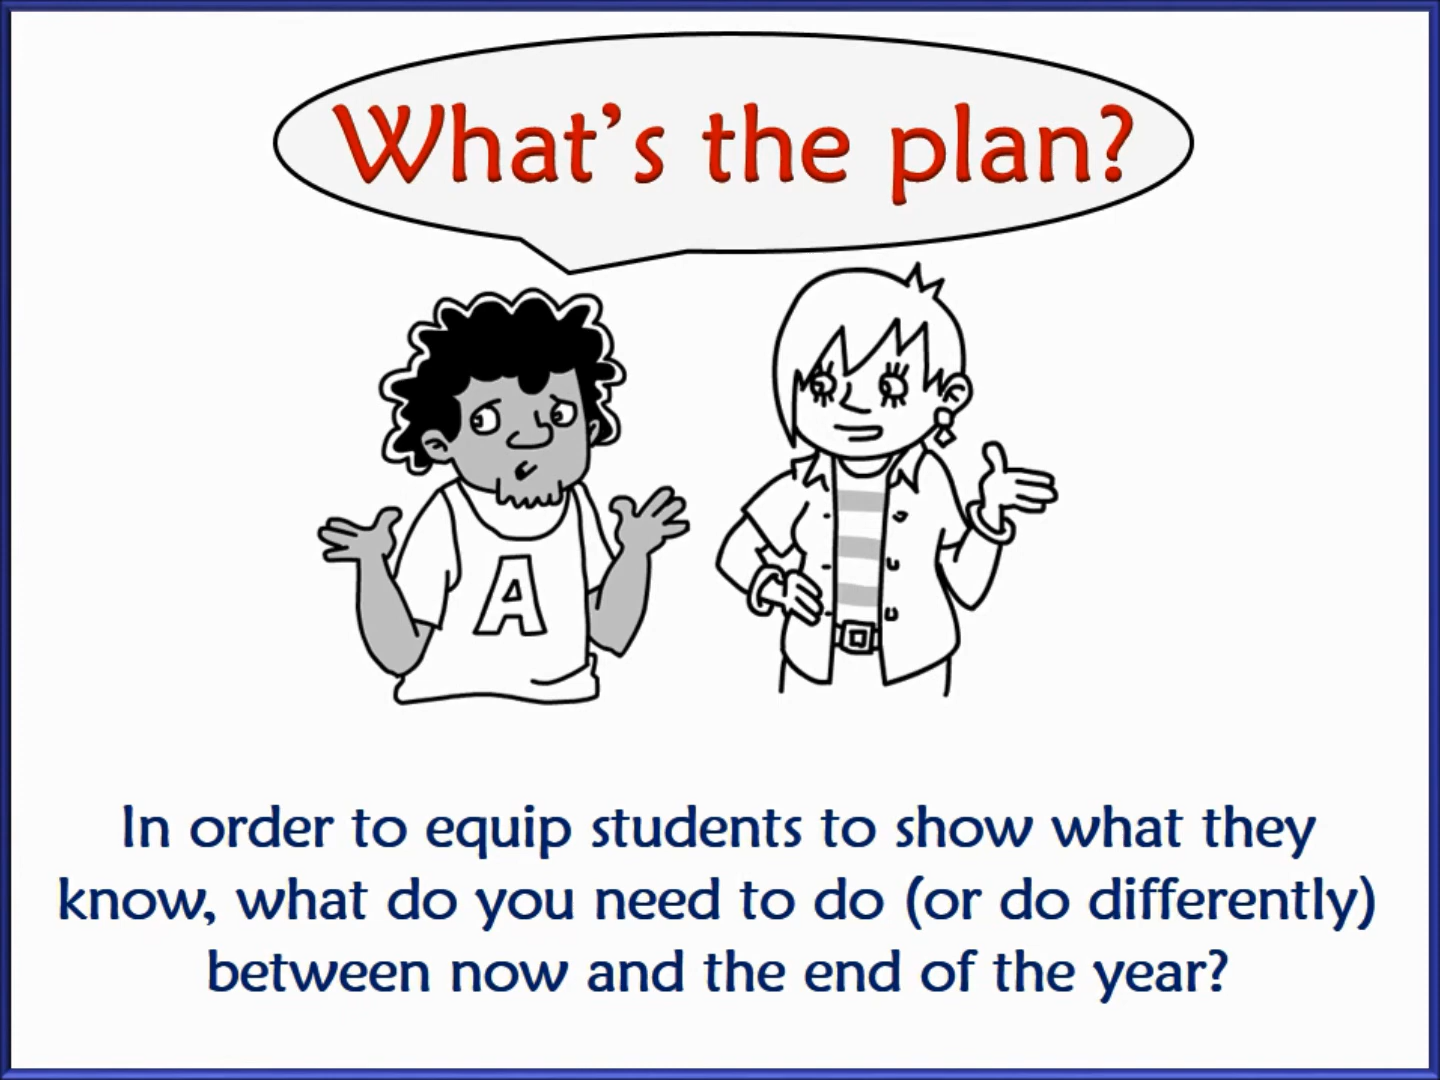 What’s the plan?
A
In order to equip students to show what they
know, what do you need to do (or do differently)
between now and the end of the year?